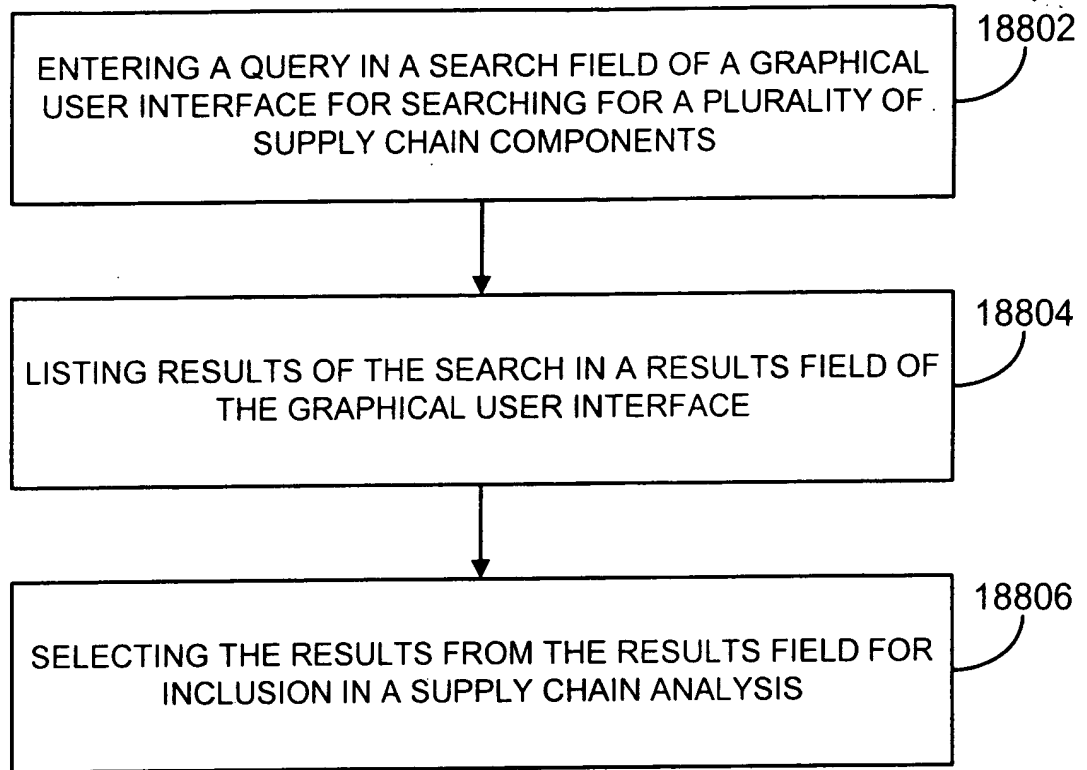 18802
ENTERING A QUERY IN A SEARCH FIELD OF A GRAPHICAL
USER INTERFACE FOR SEARCHING FOR A PLURALITY OF
SUPPLY CHAIN COMPONENTS
18804
LISTING RESULTS OF THE SEARCH IN A RESULTS FIELD OF
THE GRAPHICAL USER INTERFACE
18806
SELECTING THE RESULTS FROM THE RESULTS FIELD FOR
INCLUSION IN A SUPPLY CHAIN ANALYSIS